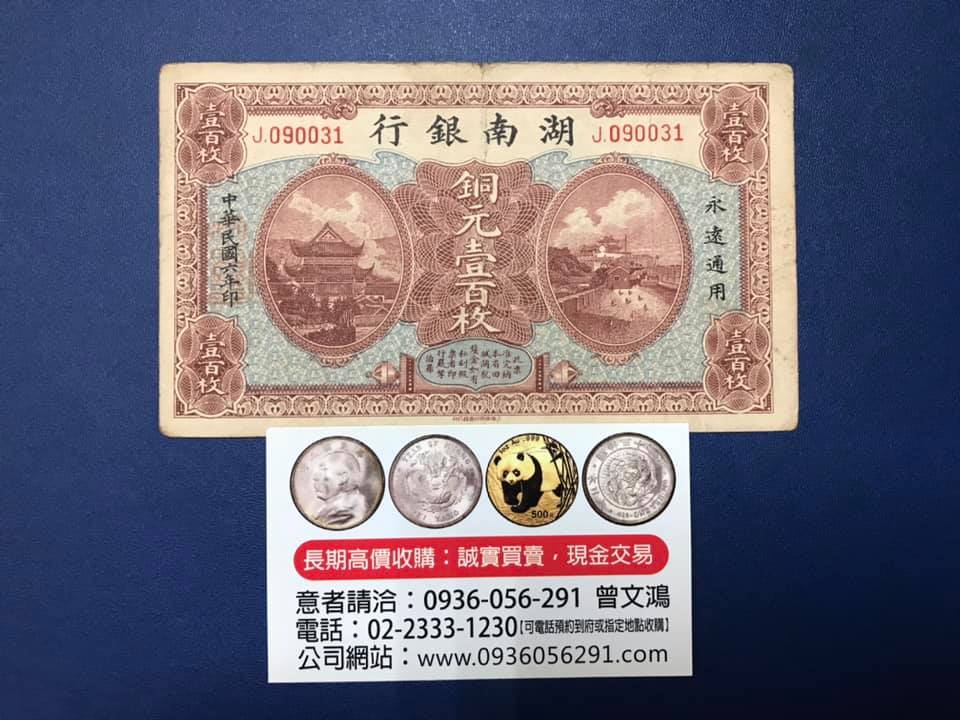 湖南銀行
J.090031
J.090031
壹百枚
壹百枚
銅元壹百枚
永遠通用
中華民國六年印
壹百枚
壹百枚
長期高價收購：誠實買賣，現金交易
意者請洽：0936-056-291 曾文鴻
電話：02-2333-1230【可電話預約到府或指定地點收購】
公司網站：www.0936056291.com
500元